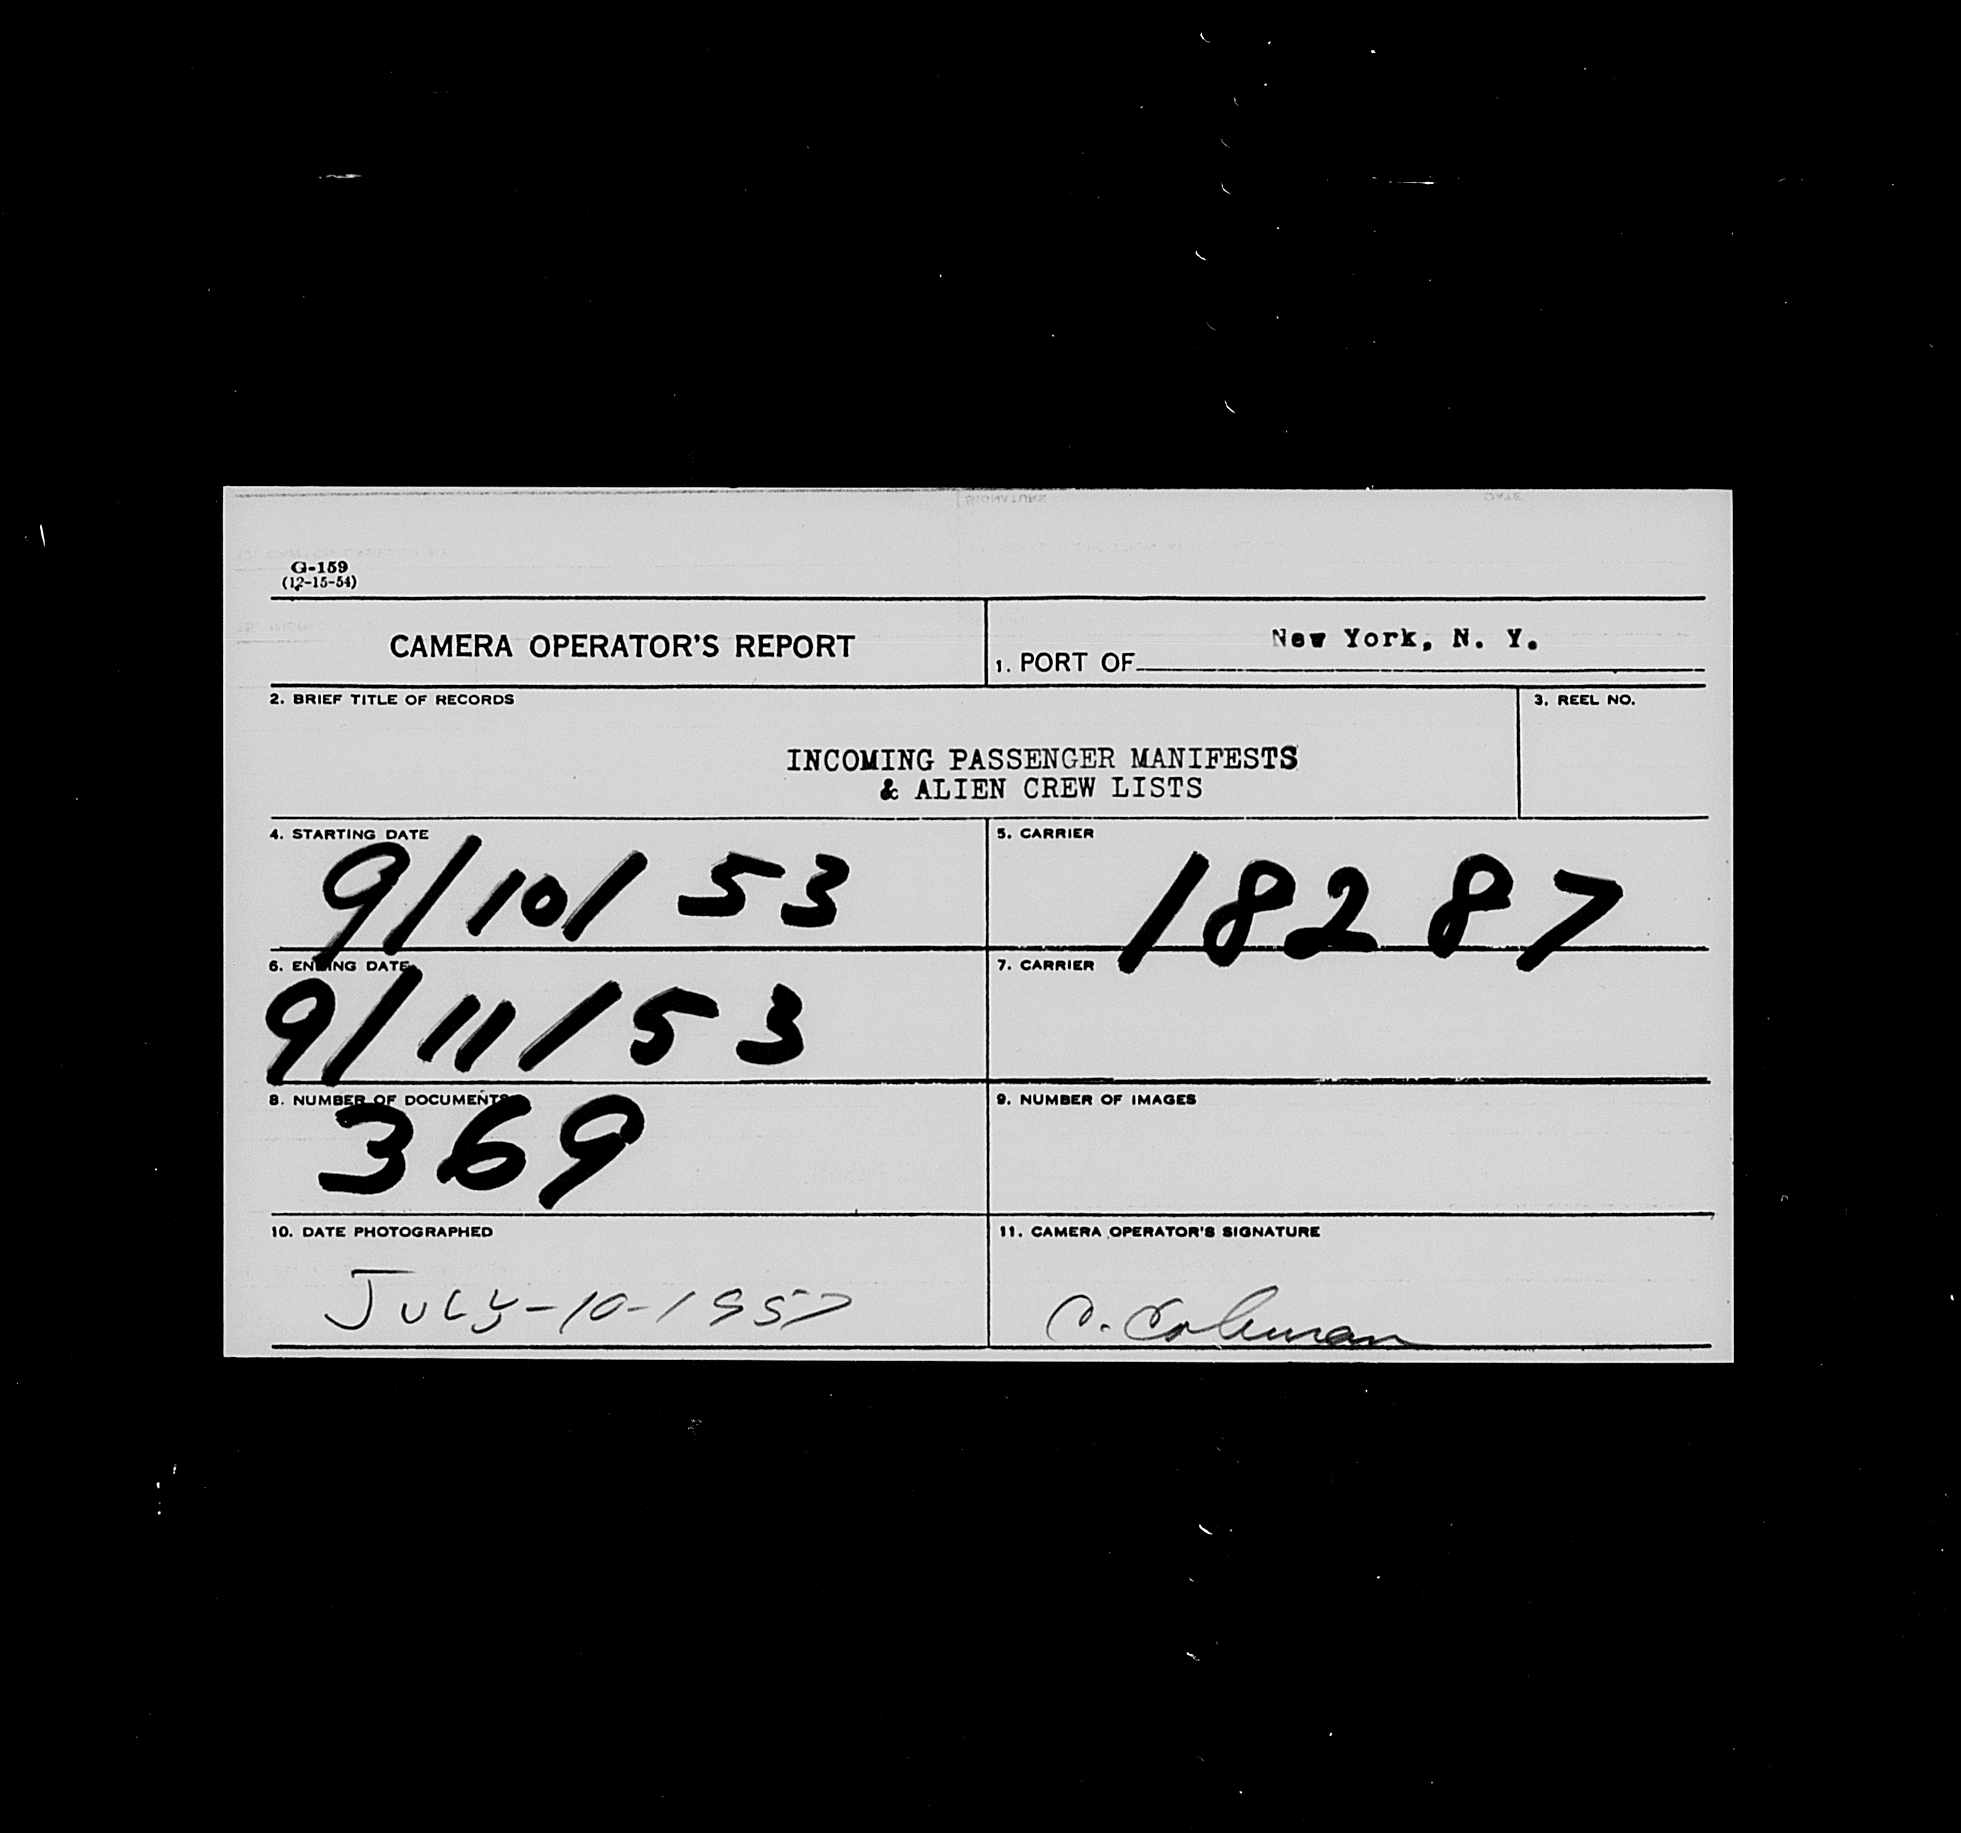 G-159
(12-15-54)
CAMERA OPERATOR'S REPORT
1. PORT OF New York, N. Y.
2. BRIEF TITLE OF RECORDS
INCOMING PASSENGER MANIFESTS
& ALIEN CREW LISTS
3. REEL NO.
4. STARTING DATE
9/10/53
5. CARRIER
18287
6. ENDING DATE
9/11/53
7. CARRIER
8. NUMBER OF DOCUMENTS
369
9. NUMBER OF IMAGES
10. DATE PHOTOGRAPHED
July-10-1957
11. CAMERA OPERATOR'S SIGNATURE
C. Coleman